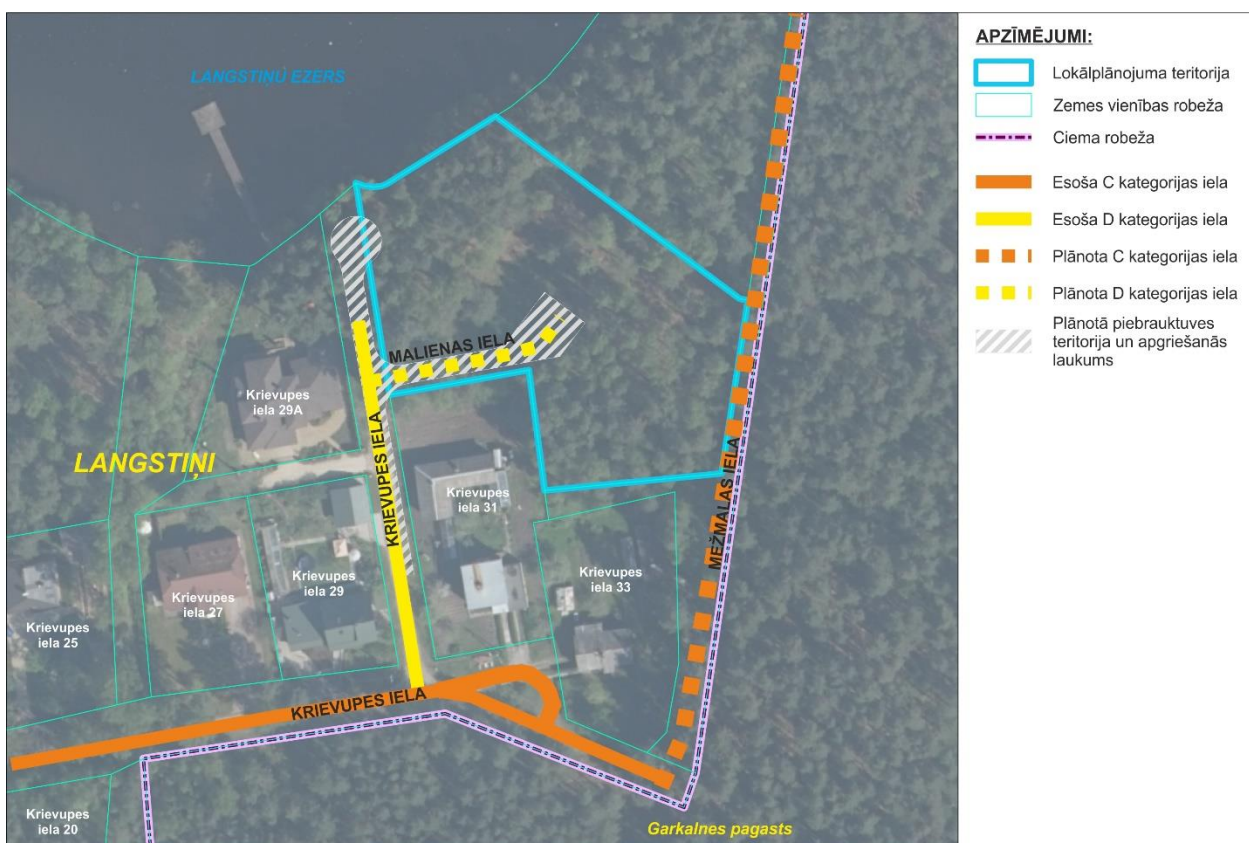 LANGSTIŅU EZERS
MALIENAS IELA
Krievupes
iela 29A
KRIEVUPES IELA
LANGSTIŅI
Krievupes
iela 31
MEŽMALAS IELA
Krievupes
iela 33
Krievupes
iela 29
Krievupes
iela 27
Krievupes
iela 25
KRIEVUPES IELA
Krievupes
iela 20
Garkalnes pagasts
APZĪMĒJUMI:
Lokālplānojuma teritorija
Zemes vienības robeža
Ciema robeža
Esoša C kategorijas iela
Esoša D kategorijas iela
Plānota C kategorijas iela
Plānota D kategorijas iela
Plānotā piebrauktuves
teritorija un apgriešanās
laukums